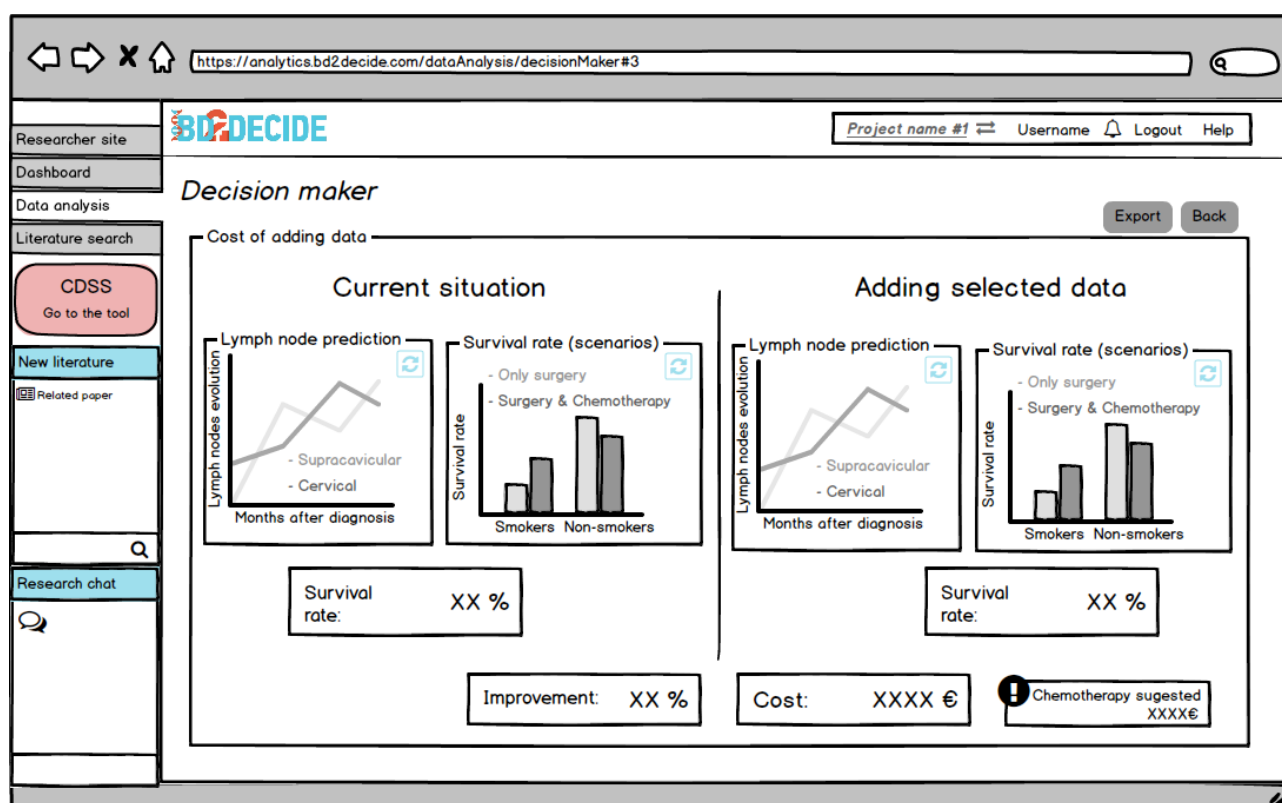 https://analytics.bd2decide.com/dataAnalysis/decisionMaker#3
BD2DECIDE
Project name #1
Username
Logout
Help
Researcher site
Dashboard
Data analysis
Literature search
CDSS
Go to the tool
New literature
Related paper
Research chat
Decision maker
Export
Back
Cost of adding data
Current situation
Lymph node prediction
Lymph nodes evolution
- Supracavicular
- Cervical
Months after diagnosis
Survival rate (scenarios)
- Only surgery
- Surgery & Chemotherapy
Survival rate
Smokers
Non-smokers
Survival
rate:
XX %
Adding selected data
Lymph node prediction
Lymph nodes evolution
- Supracavicular
- Cervical
Months after diagnosis
Survival rate (scenarios)
- Only surgery
- Surgery & Chemotherapy
Survival rate
Smokers
Non-smokers
Survival
rate:
XX %
Improvement: XX %
Cost: XXXX €
Chemotherapy sugested
XXXX€